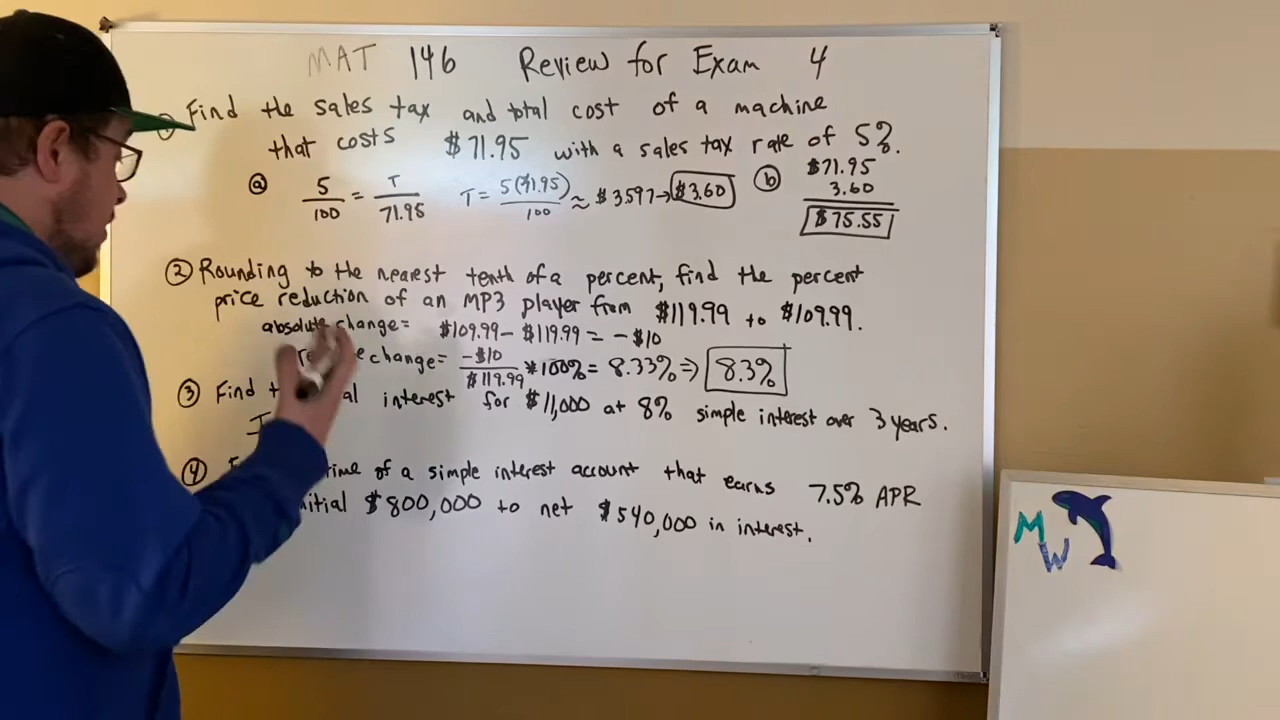 MAT 146 Review for Exam 4
Find the sales tax and total cost of a machine
that costs $71.95 with a sales tax rate of 5%.
ⓐ 5/100 = T/71.95 T = 5(71.95)/100 ≈ $3.597 → $3.60 ⓑ $71.95
3.60
$75.55
② Rounding to the nearest tenth of a percent, find the percent
price reduction of an MP3 player from $119.99 to $109.99.
absolute change = $109.99 - $119.99 = -$10
change = -$10/$119.99 * 100% = 8.33% ⇒ 8.3%
③ Find interest for $11,000 at 8% simple interest over 3 years.
I
④ of a simple interest account that earns 7.5% APR
$800,000 to net $540,000 in interest.
M
W